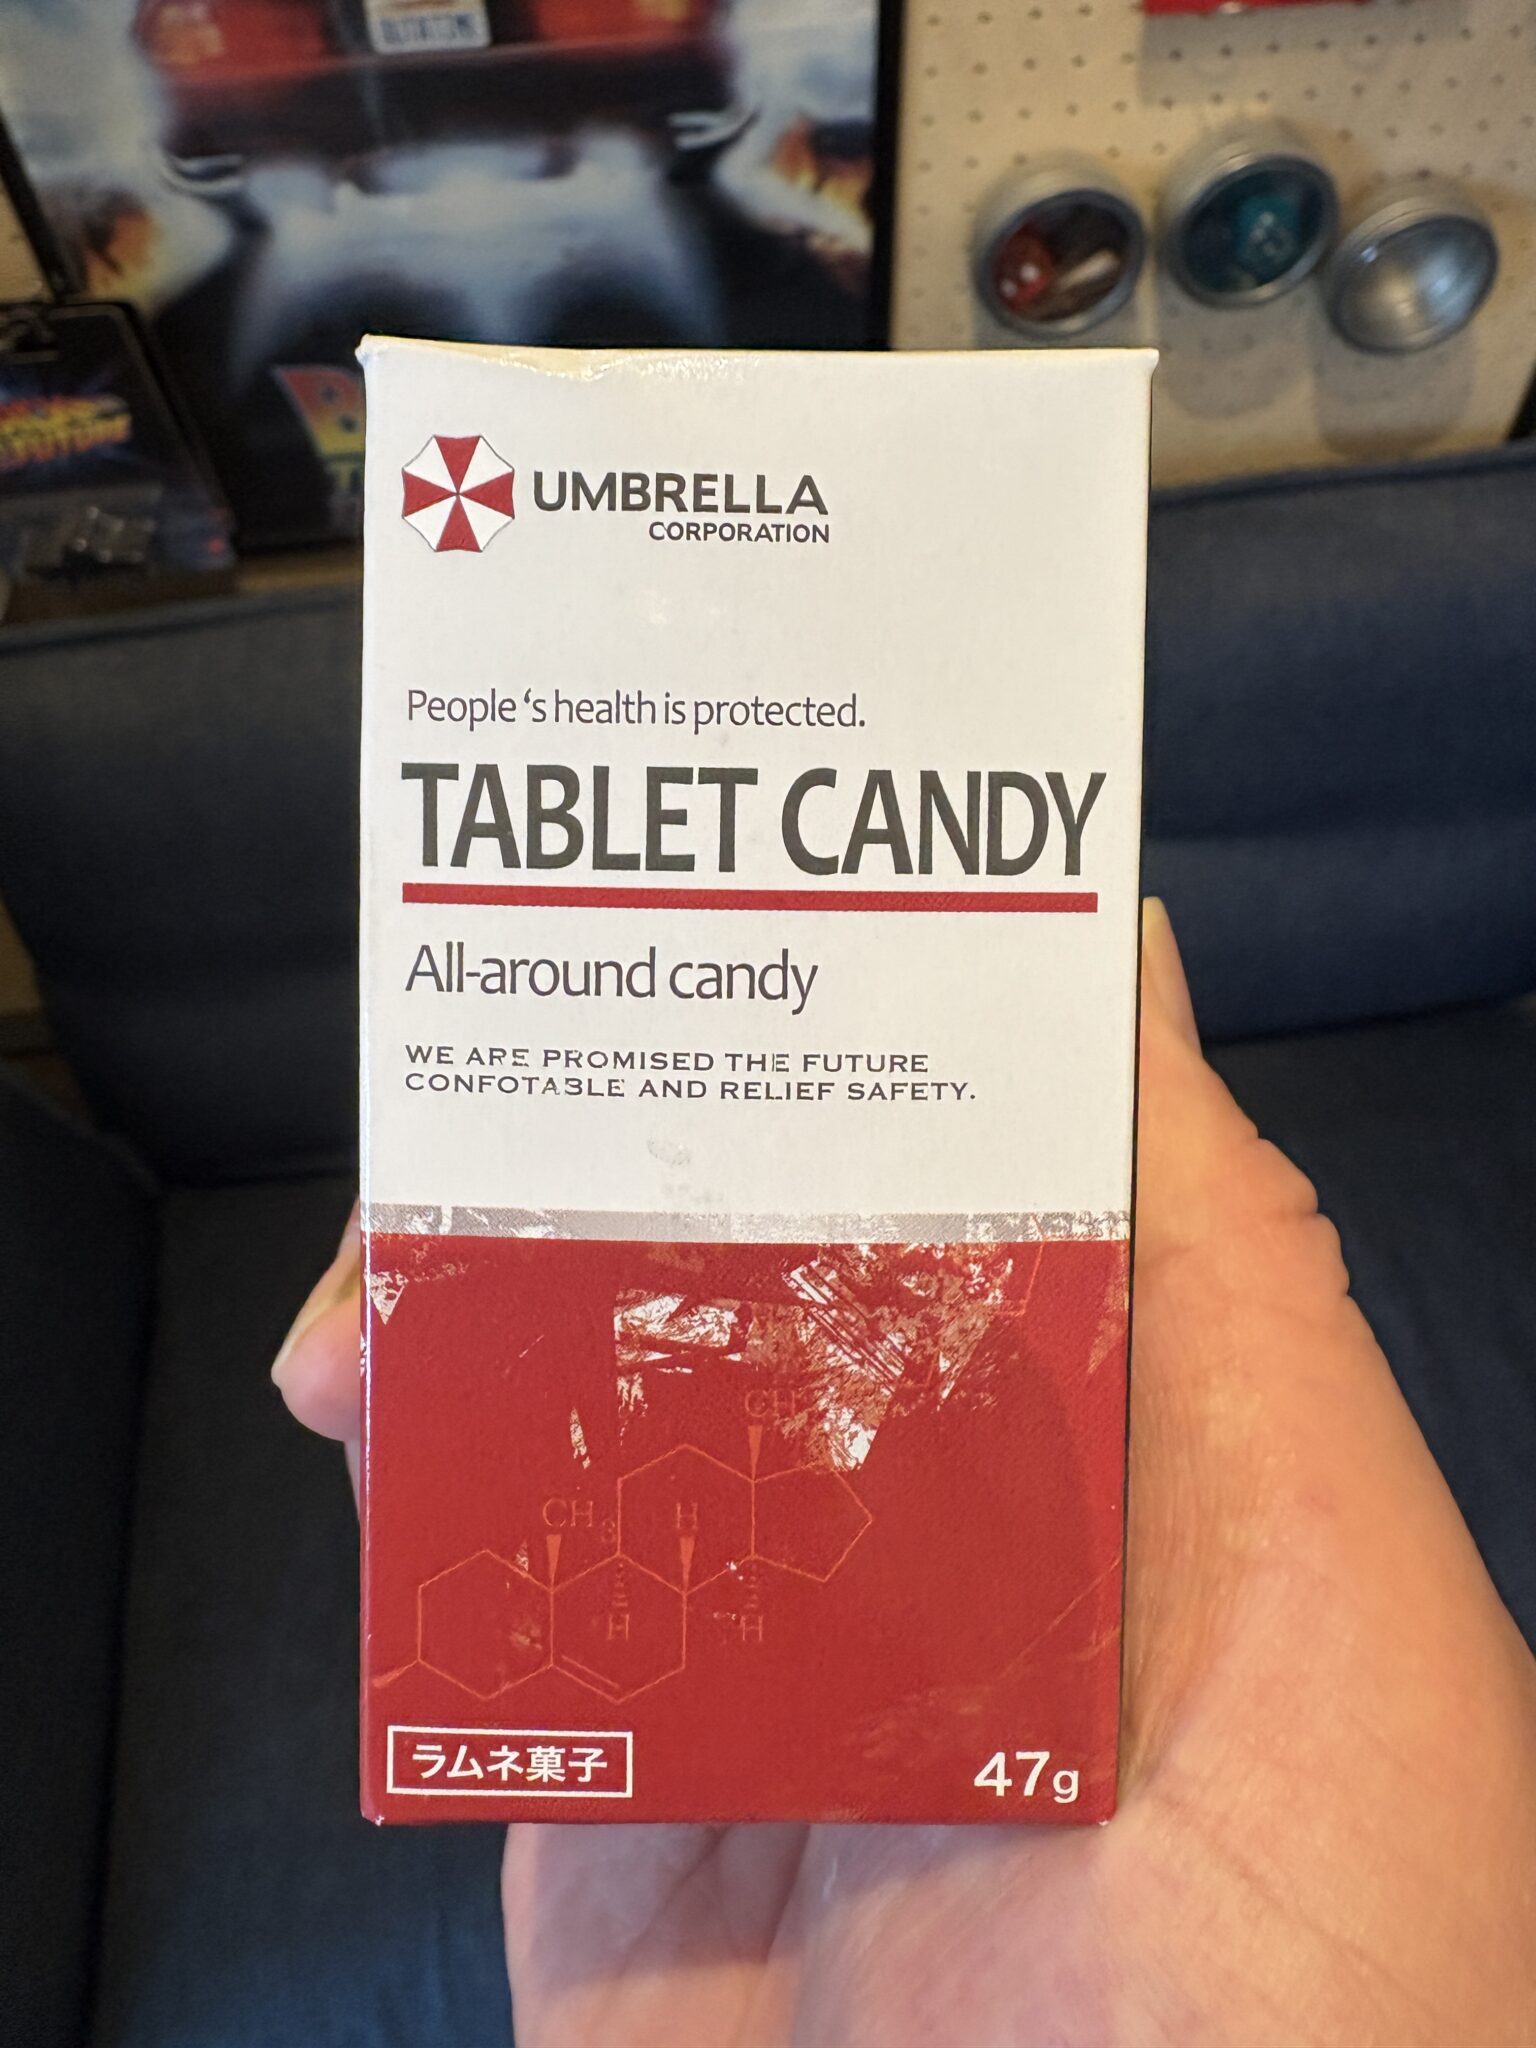 UMBRELLA
CORPORATION
People‘s health is protected.
TABLET CANDY
All-around candy
WE ARE PROMISED THE FUTURE
CONFOTABLE AND RELIEF SAFETY.
CH
CH3
H
H
H
ラムネ菓子
47g